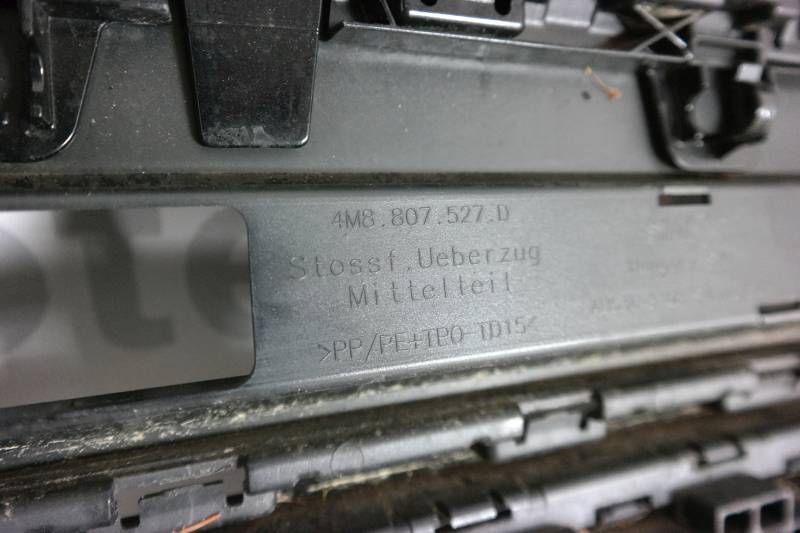 4M8.807.527.D
Stossf.Ueberzug
Mittelteil
>PP/PE+TPO-TD15<